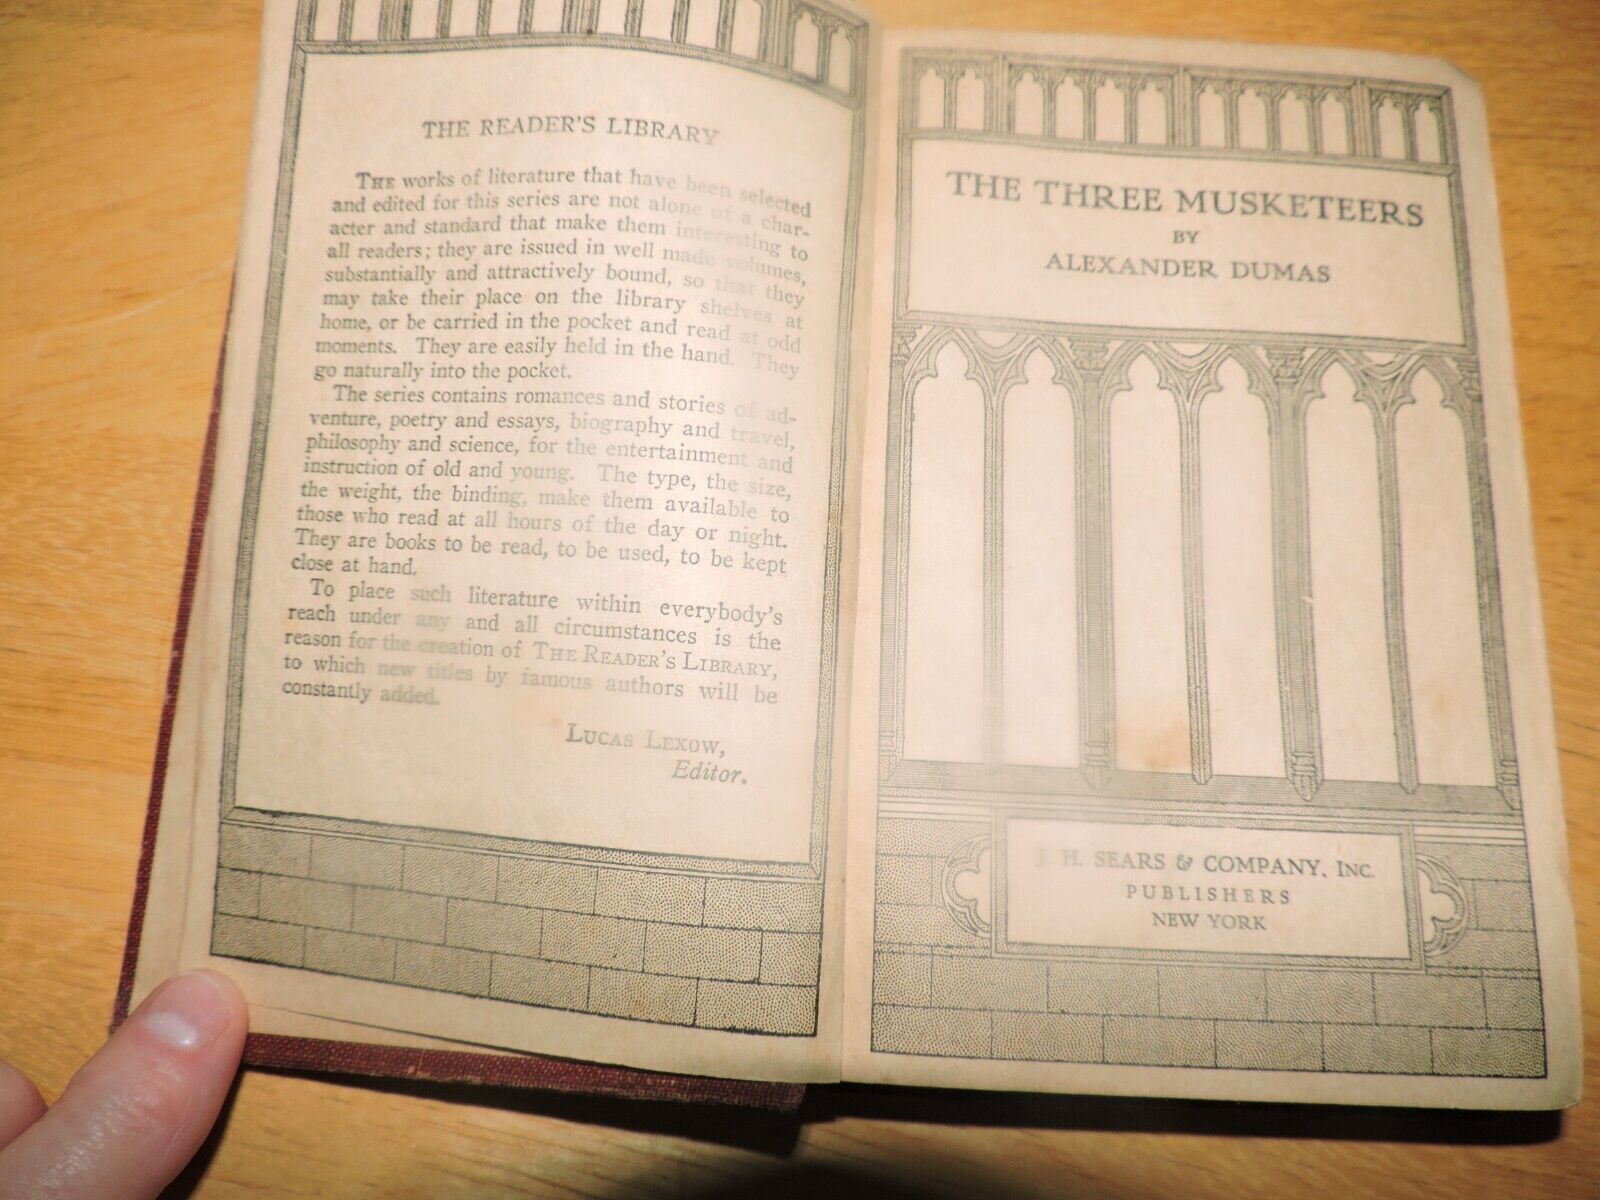 THE READER'S LIBRARY
THE works of literature that have been selected
and edited for this series are not alone of a char-
acter and standard that make them interesting to
all readers; they are issued in well made volumes,
substantially and attractively bound, so that they
may take their place on the library shelves at
home, or be carried in the pocket and read at odd
moments. They are easily held in the hand. They
go naturally into the pocket.
The series contains romances and stories of ad-
venture, poetry and essays, biography and travel,
philosophy and science, for the entertainment and
instruction of old and young. The type, the size,
the weight, the binding, make them available to
those who read at all hours of the day or night.
They are books to be read, to be used, to be kept
close at hand.
To place such literature within everybody's
reach under any and all circumstances is the
reason for the creation of THE READER'S LIBRARY,
to which new titles by famous authors will be
constantly added.
LUCAS LEXOW,
Editor.
THE THREE MUSKETEERS
BY
ALEXANDER DUMAS
J. H. SEARS & COMPANY, INC.
PUBLISHERS
NEW YORK